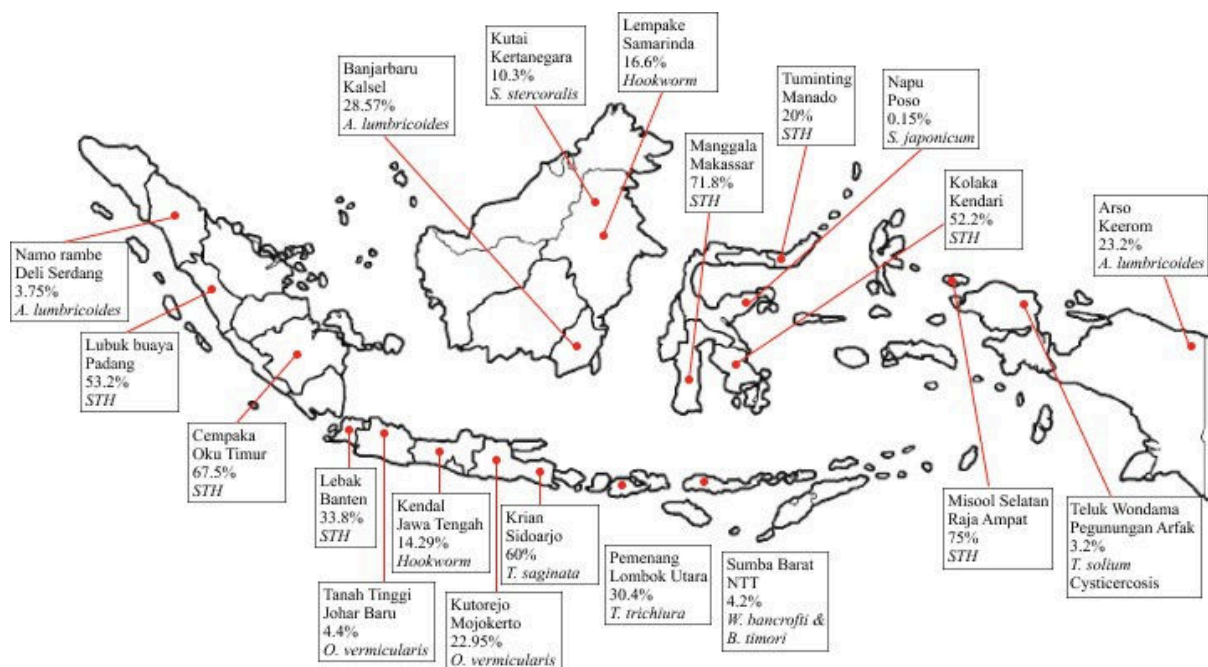 Lempake
Samarinda
16.6%
Hookworm
Kutai
Kertanegara
10.3%
S. stercoralis
Banjarbaru
Kalsel
28.57%
A. lumbricoides
Tuminting
Manado
20%
STH
Napu
Poso
0.15%
S. japonicum
Manggala
Makassar
71.8%
STH
Kolaka
Kendari
52.2%
STH
Arso
Keerom
23.2%
A. lumbricoides
Namo rambe
Deli Serdang
3.75%
A. lumbricoides
Lubuk buaya
Padang
53.2%
STH
Cempaka
Oku Timur
67.5%
STH
Lebak
Banten
33.8%
STH
Tanah Tinggi
Johar Baru
4.4%
O. vermicularis
Kendal
Jawa Tengah
14.29%
Hookworm
Kutorejo
Mojokerto
22.95%
O. vermicularis
Krian
Sidoarjo
60%
T. saginata
Pemenang
Lombok Utara
30.4%
T. trichiura
Sumba Barat
NTT
4.2%
W. bancrofti &
B. timori
Misool Selatan
Raja Ampat
75%
STH
Teluk Wondama
Pegunungan Arfak
3.2%
T. solium
Cysticercosis